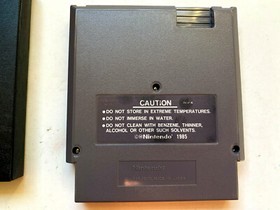 CAUTION
●DO NOT STORE IN EXTREME TEMPERATURES.
●DO NOT IMMERSE IN WATER.
●DO NOT CLEAN WITH BENZENE, THINNER,
ALCOHOL OR OTHER SUCH SOLVENTS.
©Nintendo 1985